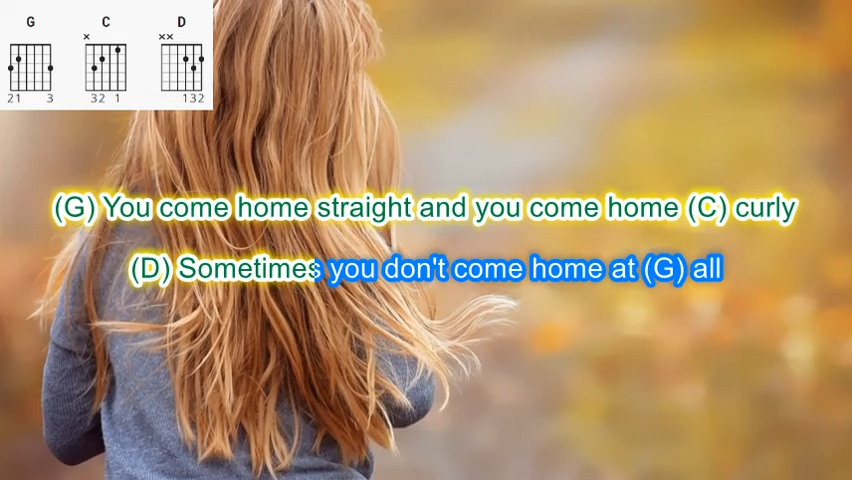 G C D
x xx
21 3 32 1 132
(G) You come home straight and you come home (C) curly
(D) Sometimes you don't come home at (G) all